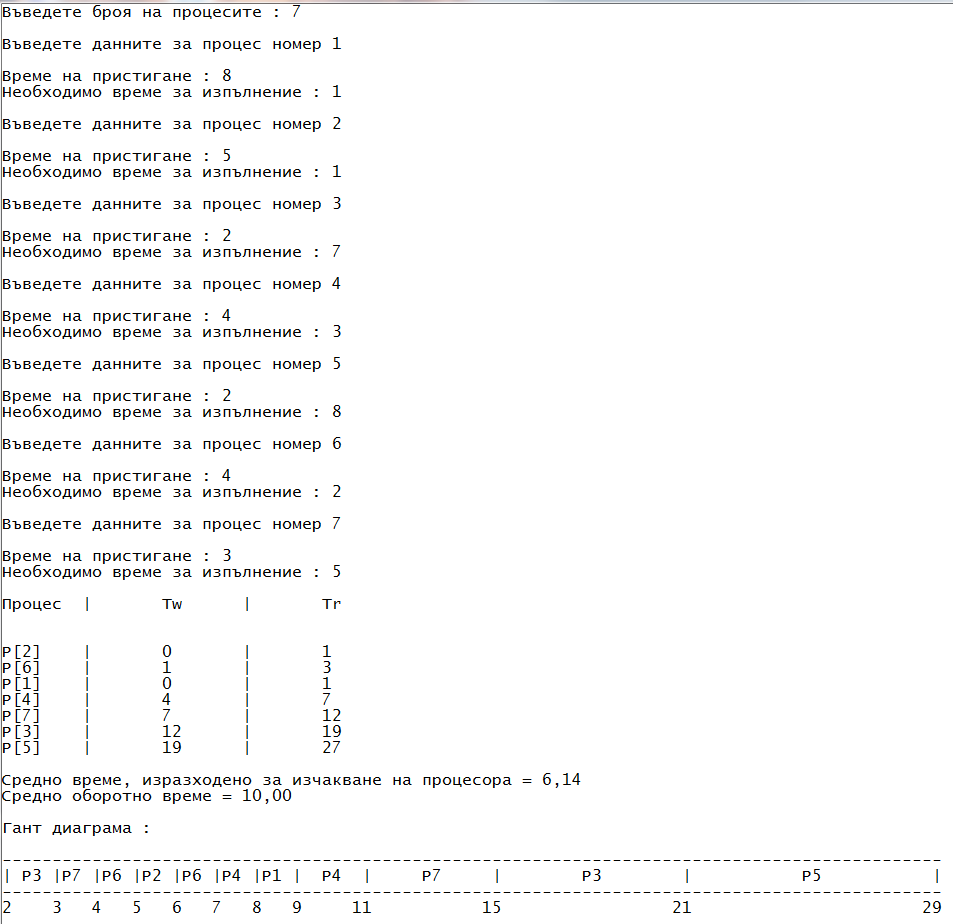 Въведете броя на процесите : 7
Въведете данните за процес номер 1
Време на пристигане : 8
Необходимо време за изпълнение : 1
Въведете данните за процес номер 2
Време на пристигане : 5
Необходимо време за изпълнение : 1
Въведете данните за процес номер 3
Време на пристигане : 2
Необходимо време за изпълнение : 7
Въведете данните за процес номер 4
Време на пристигане : 4
Необходимо време за изпълнение : 3
Въведете данните за процес номер 5
Време на пристигане : 2
Необходимо време за изпълнение : 8
Въведете данните за процес номер 6
Време на пристигане : 4
Необходимо време за изпълнение : 2
Въведете данните за процес номер 7
Време на пристигане : 3
Необходимо време за изпълнение : 5
Процес | Tw | Tr
P[2] | 0 | 1
P[6] | 1 | 3
P[1] | 0 | 1
P[4] | 4 | 7
P[7] | 7 | 12
P[3] | 12 | 19
P[5] | 19 | 27
Средно време, изразходено за изчакване на процесора = 6,14
Средно оборотно време = 10,00
Гант диаграма :
| P3 |P7 |P6 |P2 |P6 |P4 |P1 | P4 | P7 | P3 | P5 |
2 3 4 5 6 7 8 9 11 15 21 29